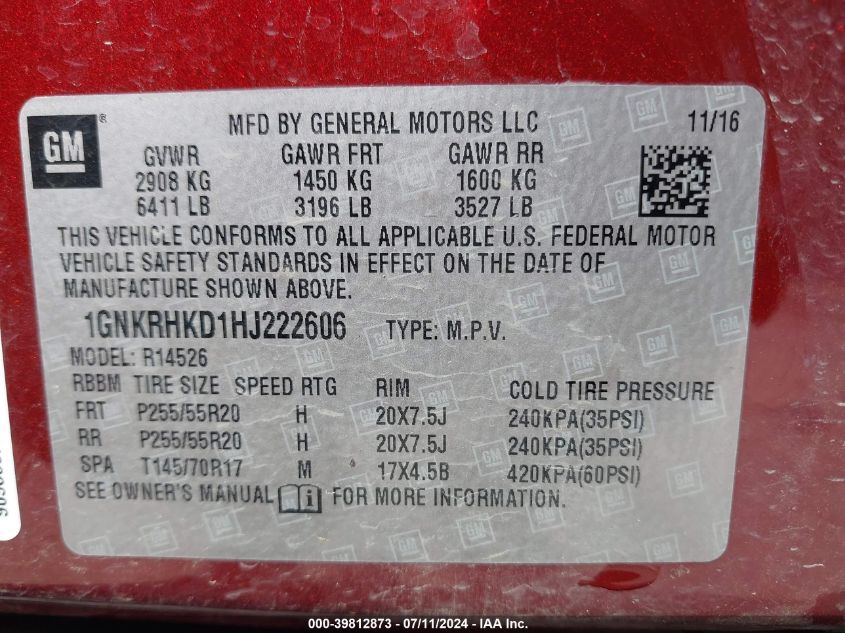 GM ® MFD BY GENERAL MOTORS LLC 11/16
GVWR GAWR FRT GAWR RR
2908 KG 1450 KG 1600 KG
6411 LB 3196 LB 3527 LB
THIS VEHICLE CONFORMS TO ALL APPLICABLE U.S. FEDERAL MOTOR
VEHICLE SAFETY STANDARDS IN EFFECT ON THE DATE OF
MANUFACTURE SHOWN ABOVE.
1GNKRHKD1HJ222606 TYPE: M.P.V.
MODEL: R14526
RBBM TIRE SIZE SPEED RTG RIM COLD TIRE PRESSURE
FRT P255/55R20 H 20X7.5J 240KPA(35PSI)
RR P255/55R20 H 20X7.5J 240KPA(35PSI)
SPA T145/70R17 M 17X4.5B 420KPA(60PSI)
SEE OWNER'S MANUAL FOR MORE INFORMATION.
000-39812873 - 07/11/2024 - IAA Inc.